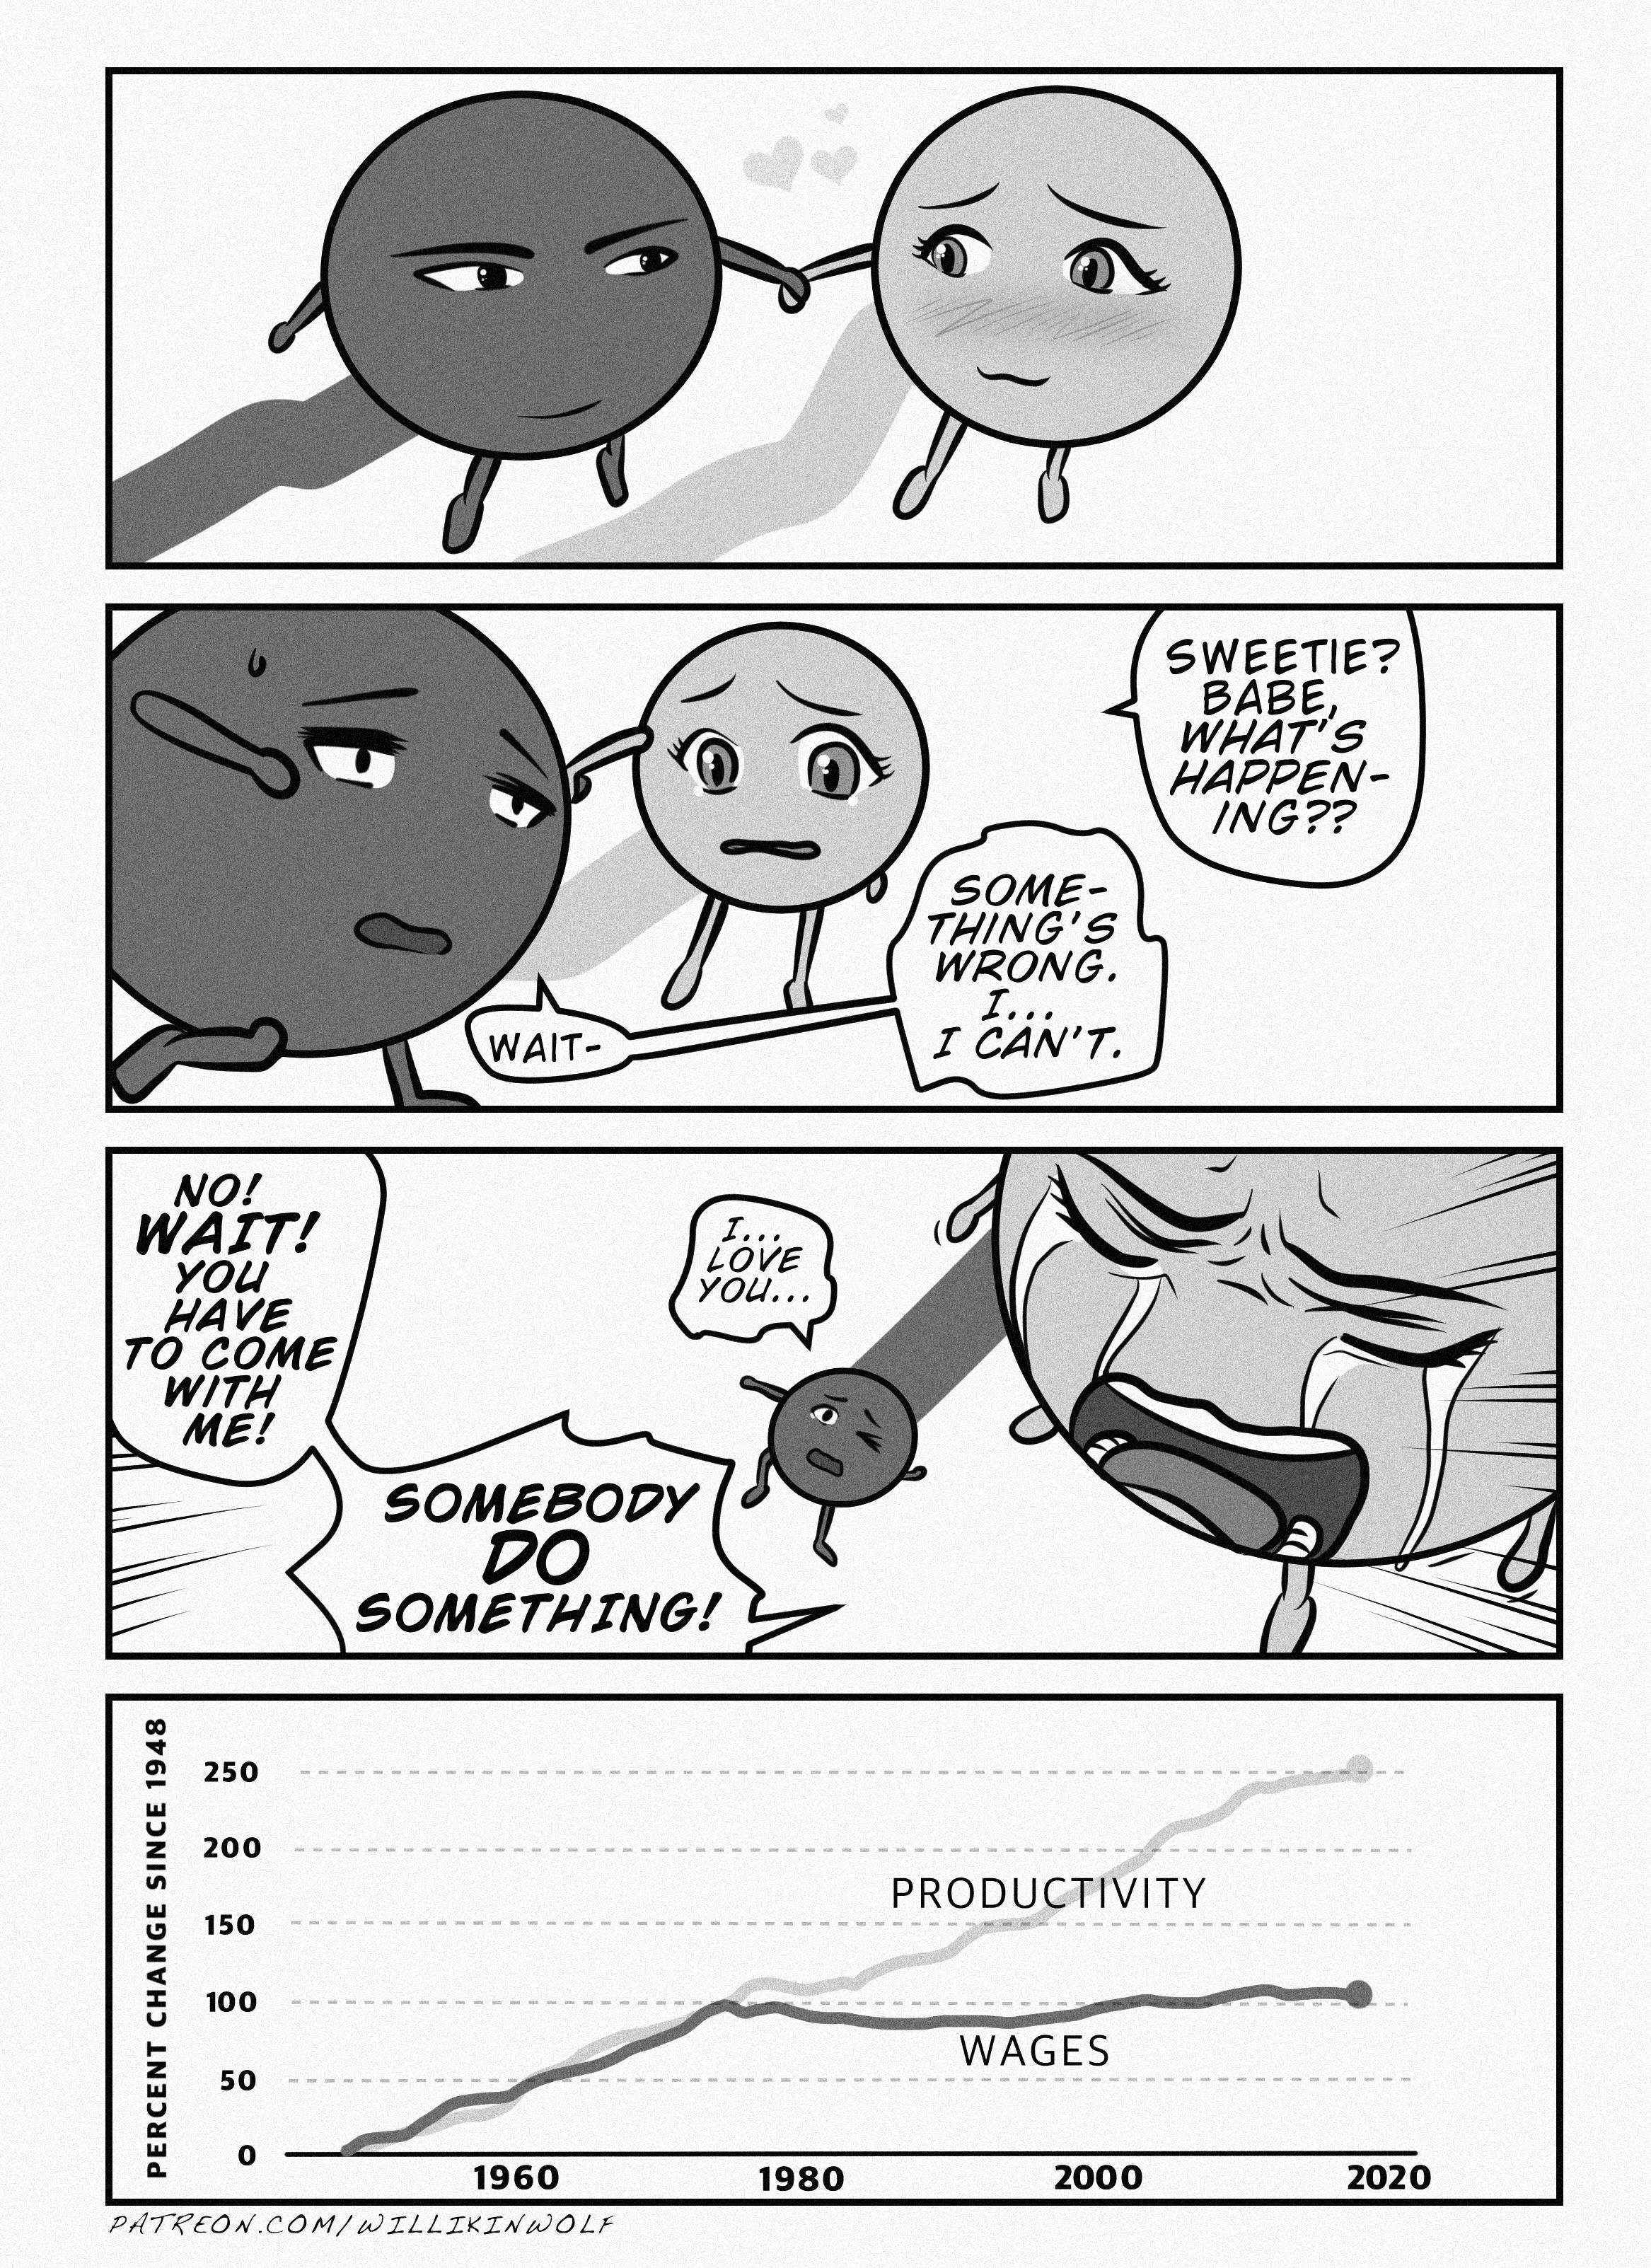 SWEETIE?
BABE,
WHAT'S
HAPPEN-
ING??
WAIT-
SOME-
THING'S
WRONG.
I...
I CAN'T.
NO!
WAIT!
YOU
HAVE
TO COME
WITH
ME!
I...
LOVE
YOU...
SOMEBODY
DO
SOMETHING!
PERCENT CHANGE SINCE 1948
250
200
150
100
50
0
PRODUCTIVITY
WAGES
1960 1980 2000 2020
PATREON.COM/WILLIKINWOLF